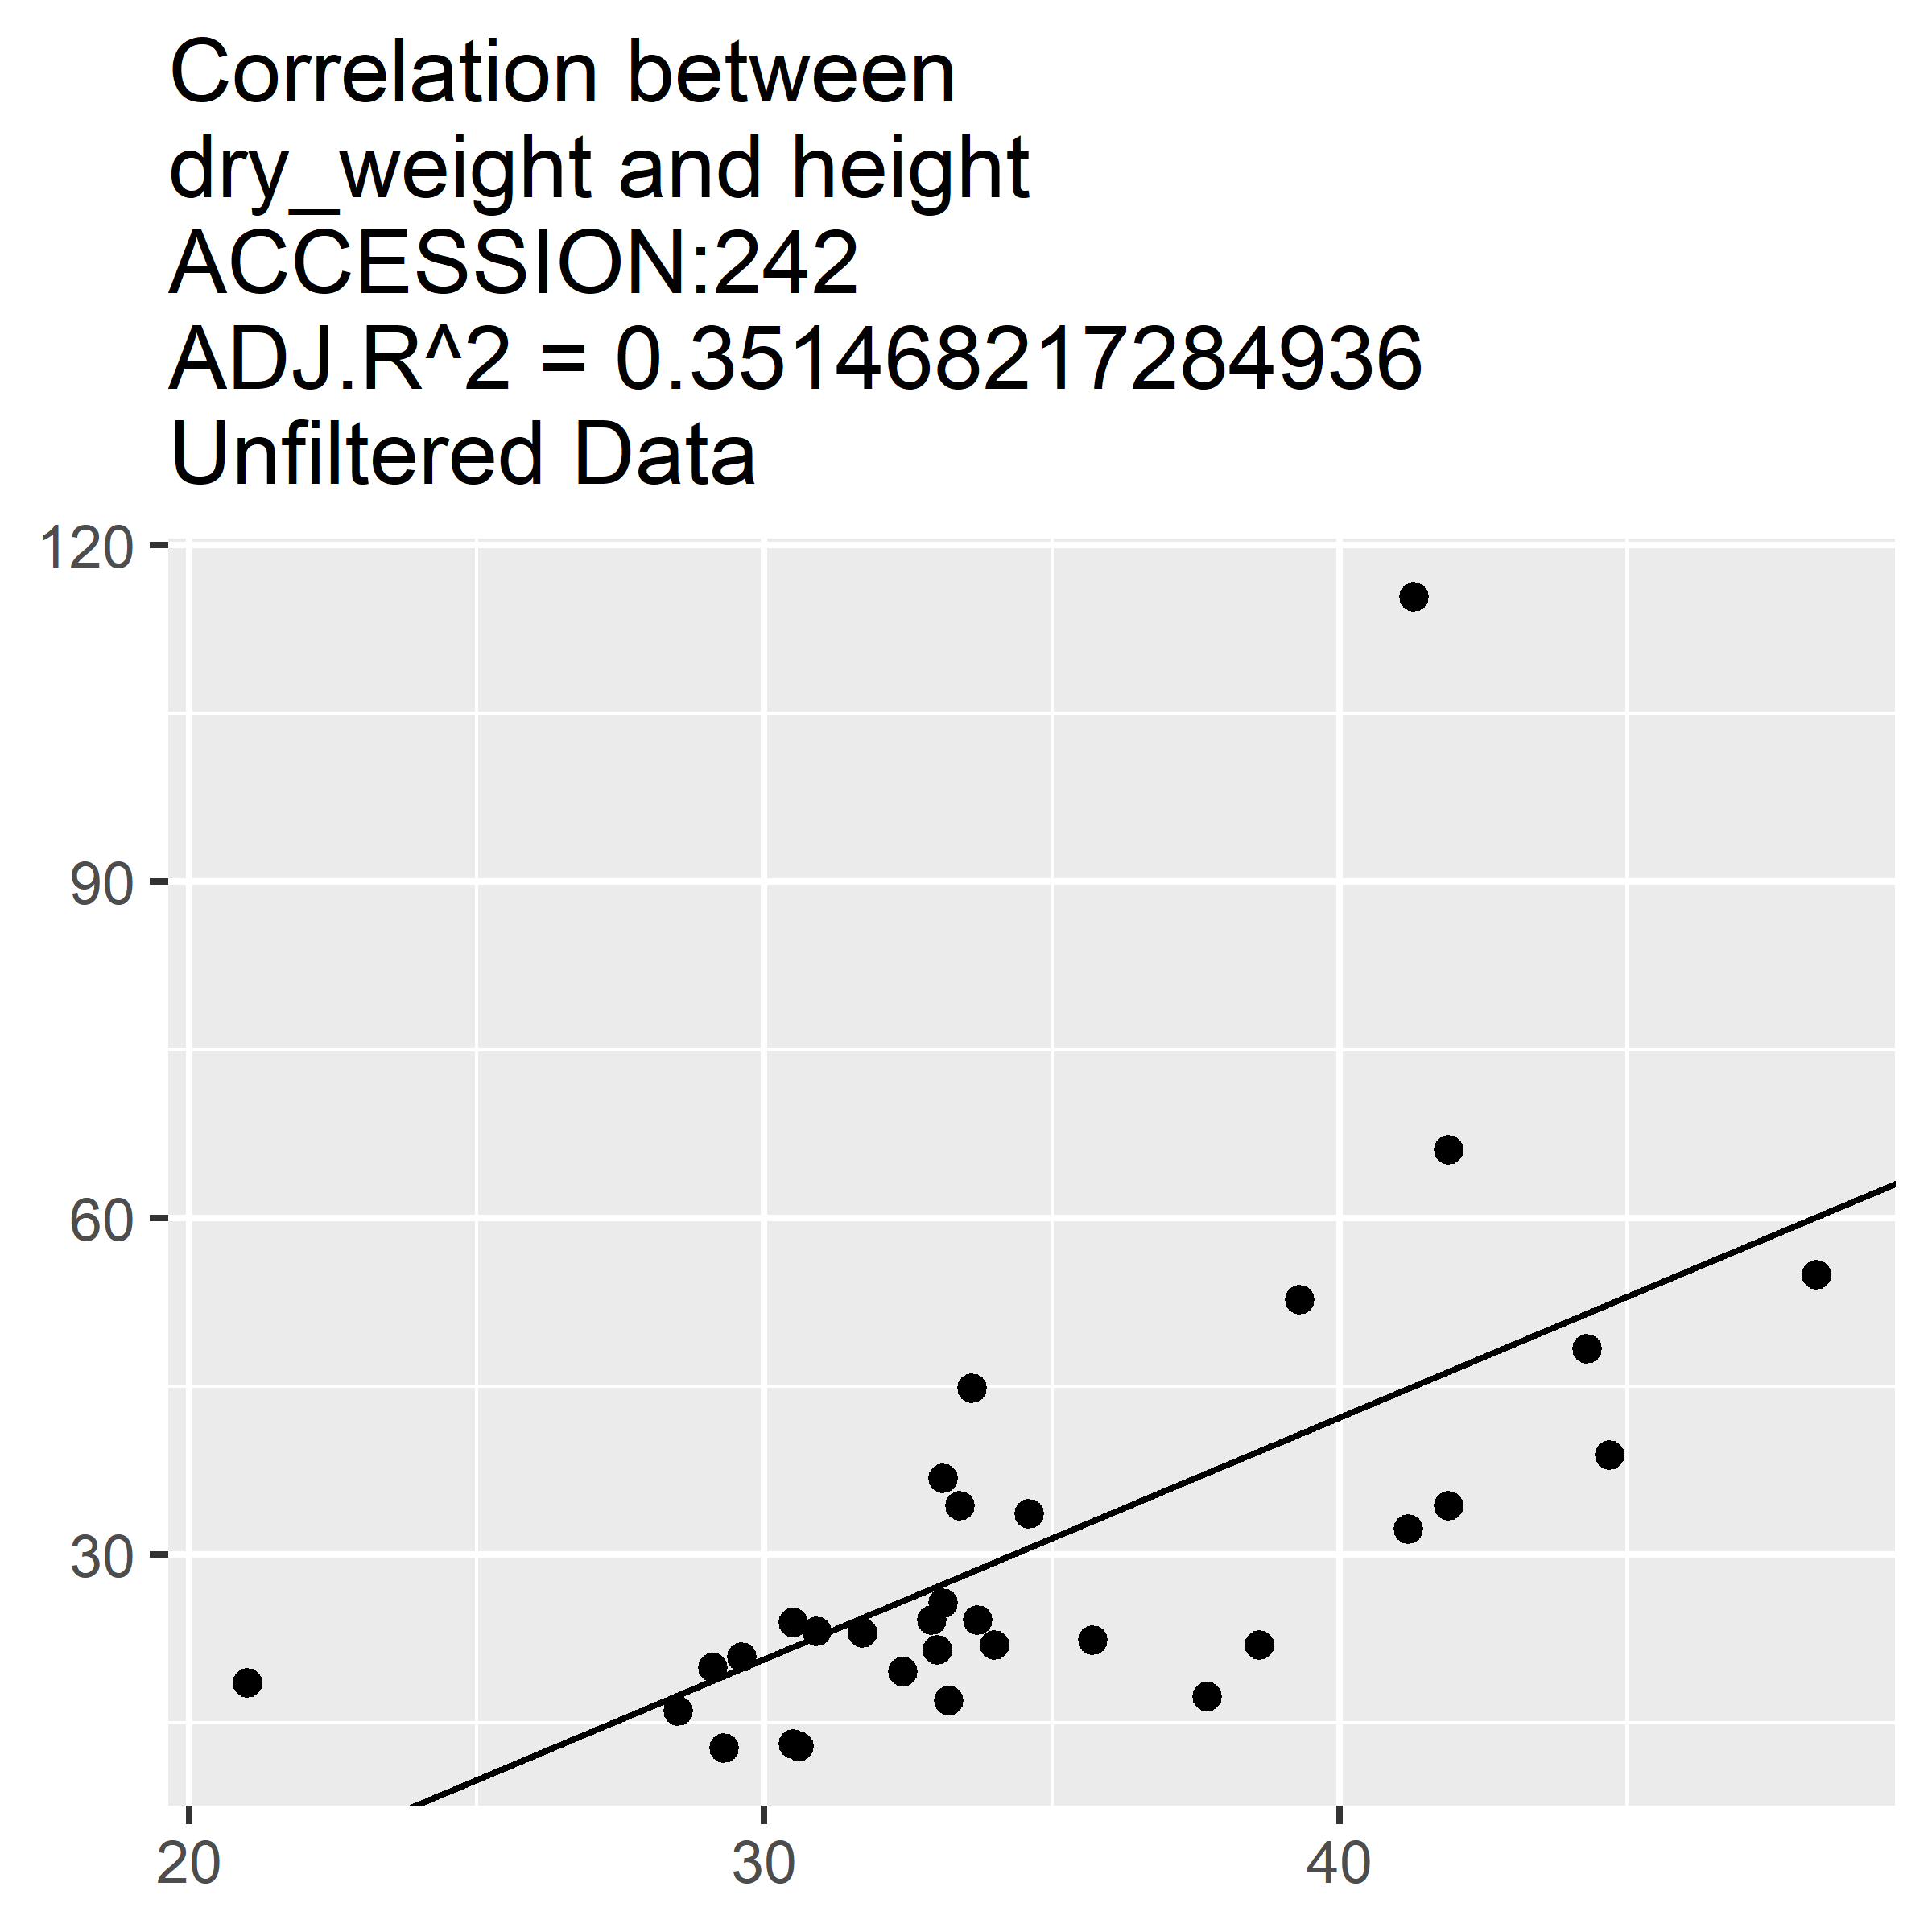 Correlation between
dry_weight and height
ACCESSION:242
ADJ.R^2 = 0.351468217284936
Unfiltered Data
120
90
60
30
20 30 40